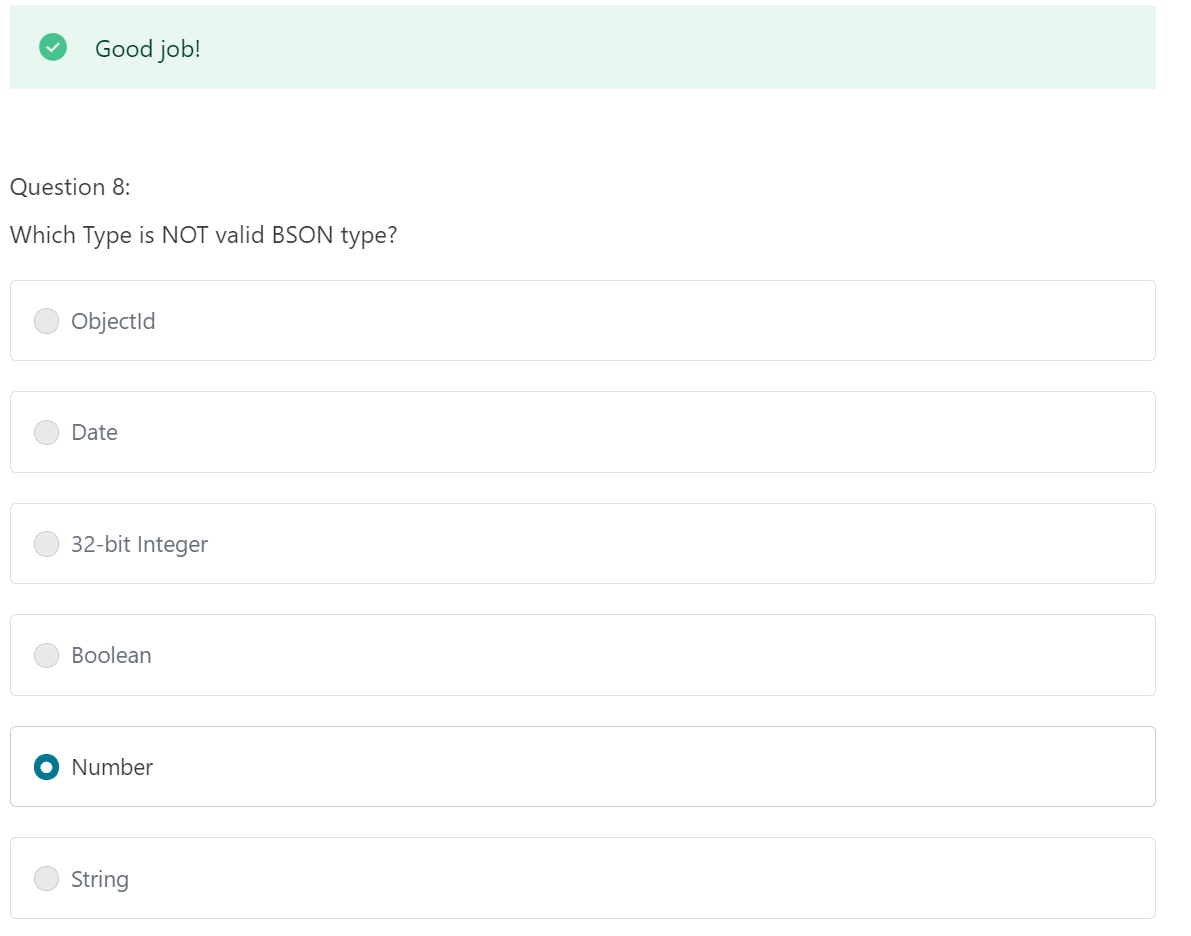 Good job!
Question 8:
Which Type is NOT valid BSON type?
ObjectId
Date
32-bit Integer
Boolean
Number
String